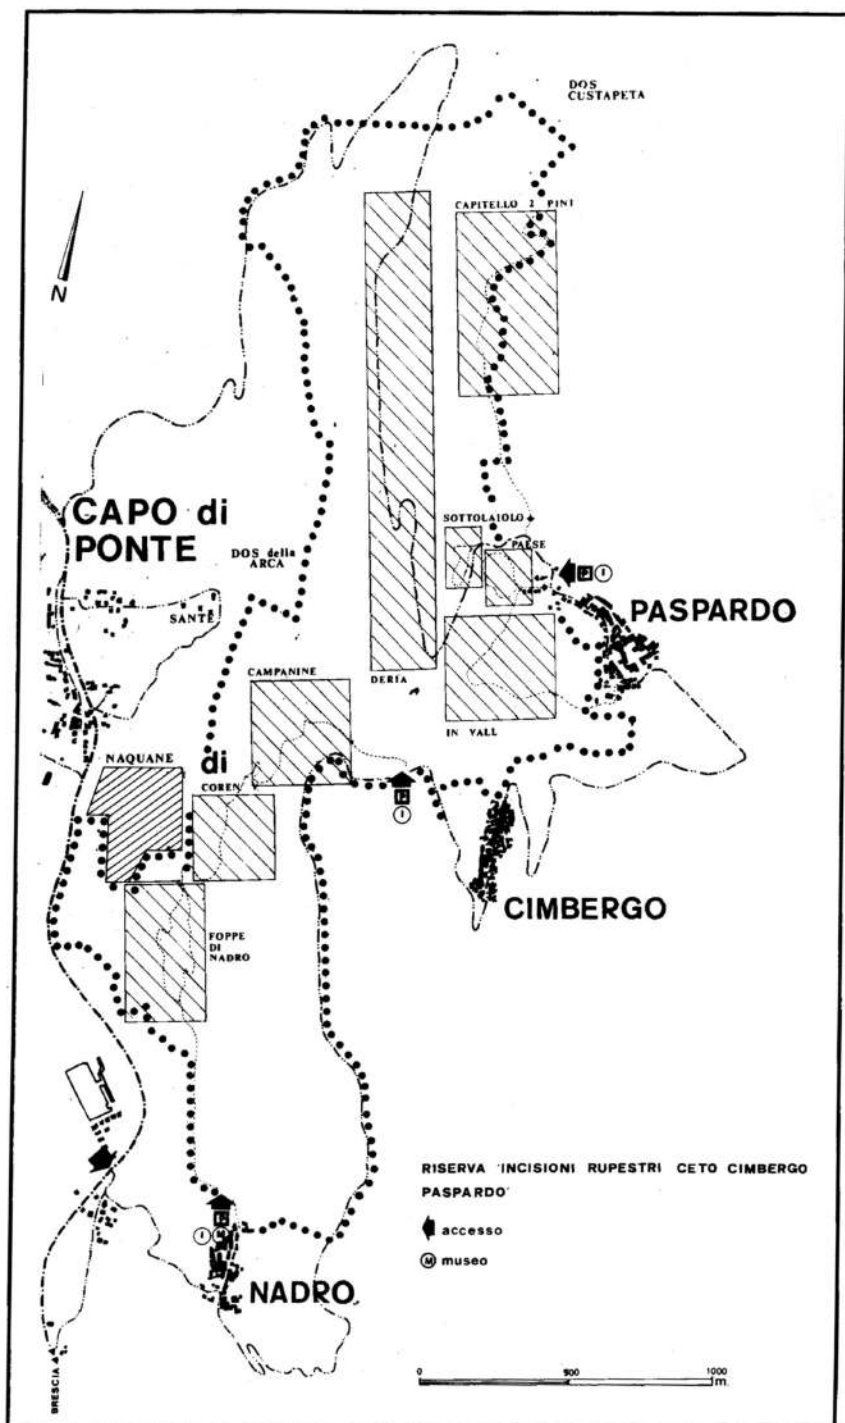 DOS
CUSTAPETA
CAPITELLO 2 PINI
N
CAPO di
PONTE
SOTTOLAIOLO
DOS della
ARCA
PAESE
P I
SANTE
PASPARDO
CAMPANINE
DERIA
IN VALL
di
NAQUANE
COREN
P
I
CIMBERGO
FOPPE
DI
NADRO
RISERVA 'INCISIONI RUPESTRI CETO CIMBERGO
PASPARDO'
accesso
P
I M
M museo
NADRO
BRESCIA
0 500 1000
m.